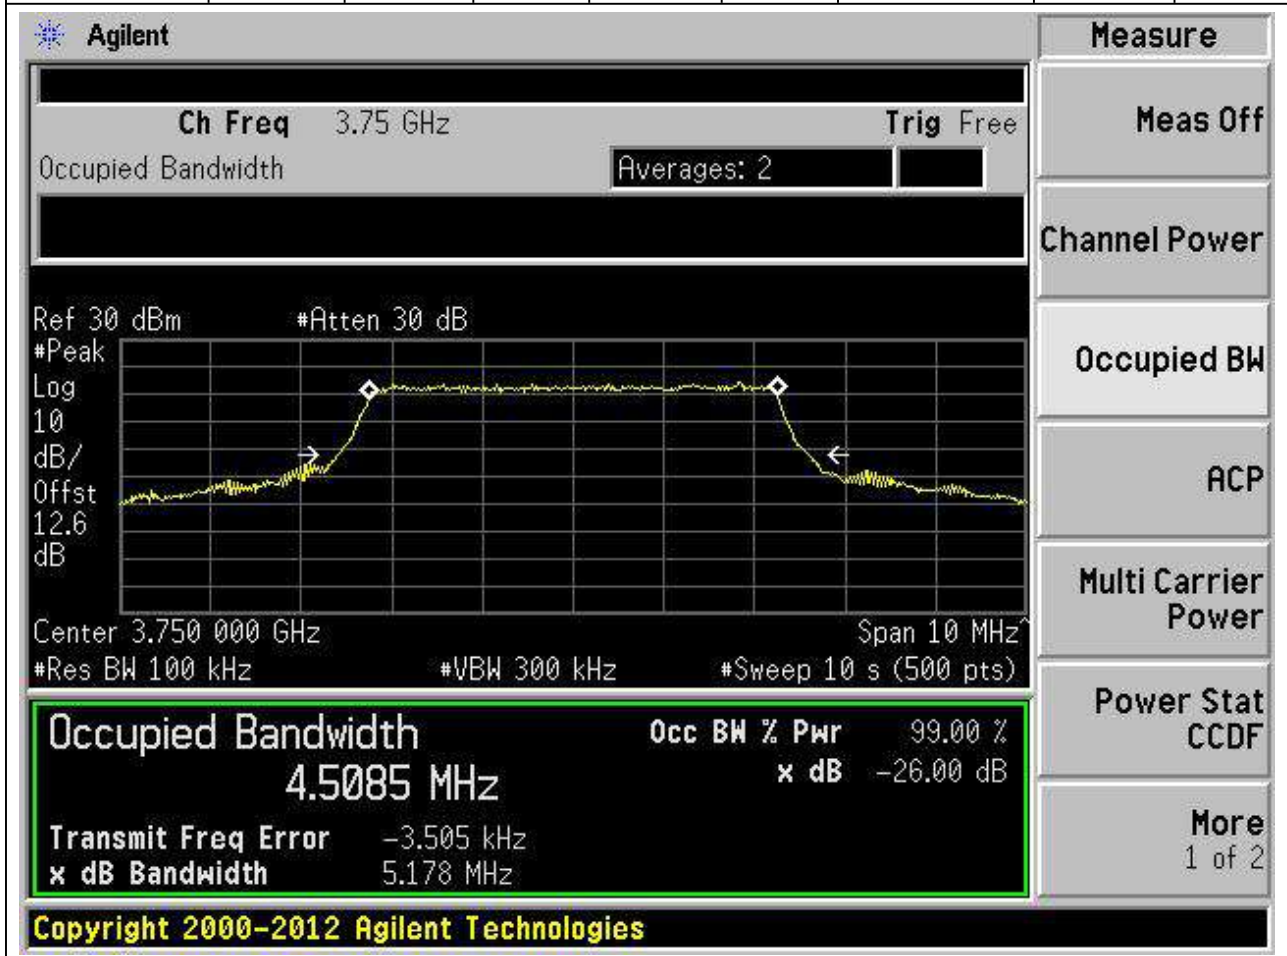 Agilent
Measure
Ch Freq 3.75 GHz Trig Free
Meas Off
Occupied Bandwidth Averages: 2
Channel Power
Ref 30 dBm #Atten 30 dB
#Peak
Log
10
dB/
Offst
12.6
dB
Occupied BW
ACP
Center 3.750 000 GHz Span 10 MHz^
#Res BW 100 kHz #VBW 300 kHz #Sweep 10 s (500 pts)
Multi Carrier
Power
Occupied Bandwidth Occ BW % Pwr 99.00 %
4.5085 MHz x dB -26.00 dB
Transmit Freq Error -3.505 kHz
x dB Bandwidth 5.178 MHz
Power Stat
CCDF
More
1 of 2
Copyright 2000-2012 Agilent Technologies